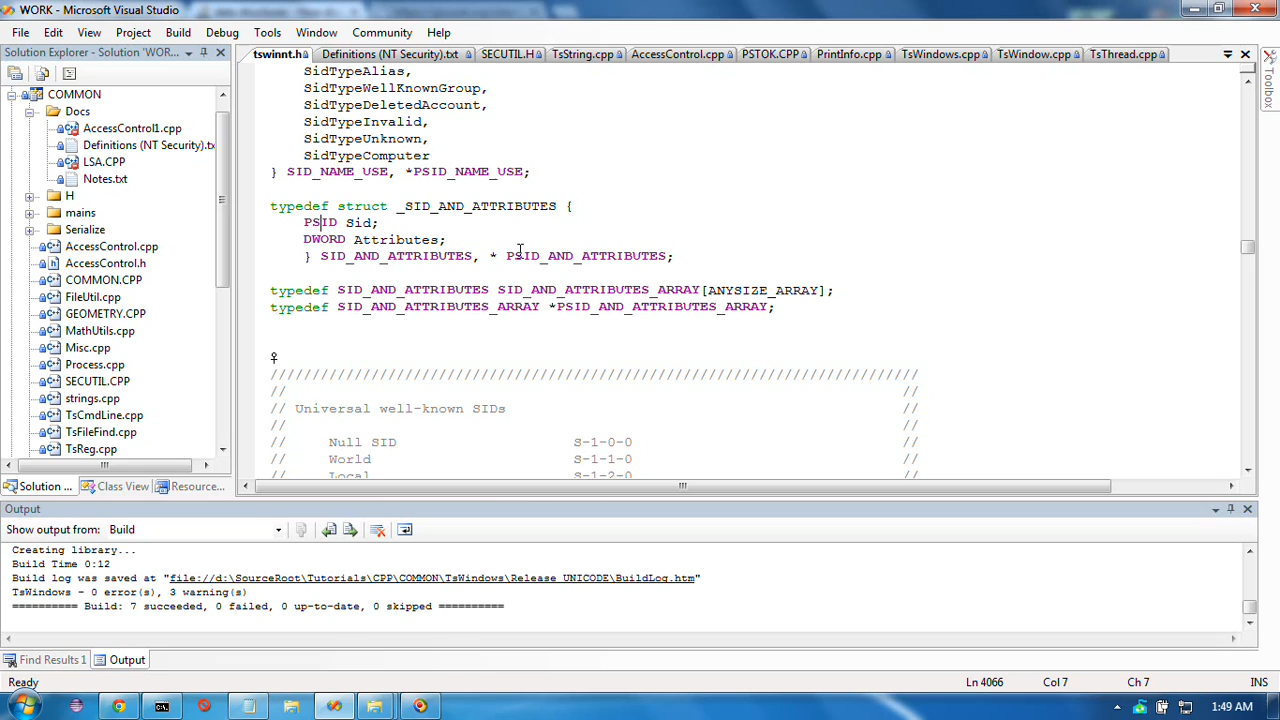 WORK - Microsoft Visual Studio
File Edit View Project Build Debug Tools Window Community Help
Solution Explorer - Solution 'WOR...
tswinnt.h Definitions (NT Security).txt SECUTIL.H TsString.cpp AccessControl.cpp PSTOK.CPP PrintInfo.cpp TsWindows.cpp TsWindow.cpp TsThread.cpp
Toolbox
COMMON
Docs
AccessControl1.cpp
Definitions (NT Security).tx
LSA.CPP
Notes.txt
H
mains
Serialize
AccessControl.cpp
AccessControl.h
COMMON.CPP
FileUtil.cpp
GEOMETRY.CPP
MathUtils.cpp
Misc.cpp
Process.cpp
SECUTIL.CPP
strings.cpp
TsCmdLine.cpp
TsFileFind.cpp
TsReg.cpp
Solution ... Class View Resource...
SidTypeAlias,
SidTypeWellKnownGroup,
SidTypeDeletedAccount,
SidTypeInvalid,
SidTypeUnknown,
SidTypeComputer
} SID_NAME_USE, *PSID_NAME_USE;
typedef struct _SID_AND_ATTRIBUTES {
PSID Sid;
DWORD Attributes;
} SID_AND_ATTRIBUTES, * PSID_AND_ATTRIBUTES;
typedef SID_AND_ATTRIBUTES SID_AND_ATTRIBUTES_ARRAY[ANYSIZE_ARRAY];
typedef SID_AND_ATTRIBUTES_ARRAY *PSID_AND_ATTRIBUTES_ARRAY;
/////////////////////////////////////////////////////////////////////////////
// //
// Universal well-known SIDs //
// //
// Null SID S-1-0-0 //
// World S-1-1-0 //
// Local S-1-2-0 //
Output
Show output from: Build
Creating library...
Build Time 0:12
Build log was saved at "file://d:\SourceRoot\Tutorials\CPP\COMMON\TsWindows\Release_UNICODE\BuildLog.htm"
TsWindows - 0 error(s), 3 warning(s)
========== Build: 7 succeeded, 0 failed, 0 up-to-date, 0 skipped ==========
Find Results 1 Output
Ready Ln 4066 Col 7 Ch 7 INS
1:49 AM